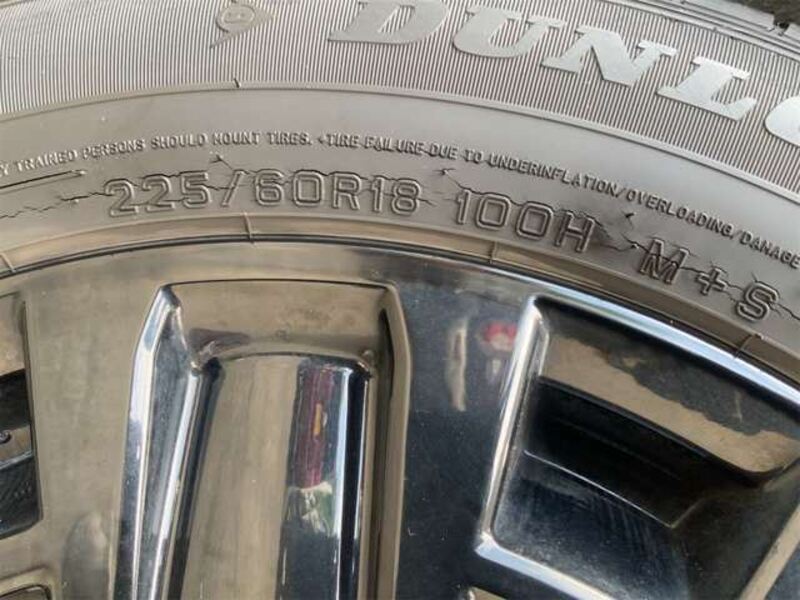 DUNLO
Y TRAINED PERSONS SHOULD MOUNT TIRES. •TIRE FAILURE DUE TO UNDERINFLATION/OVERLOADING/DAMAGE
225/60R18 100H M+S